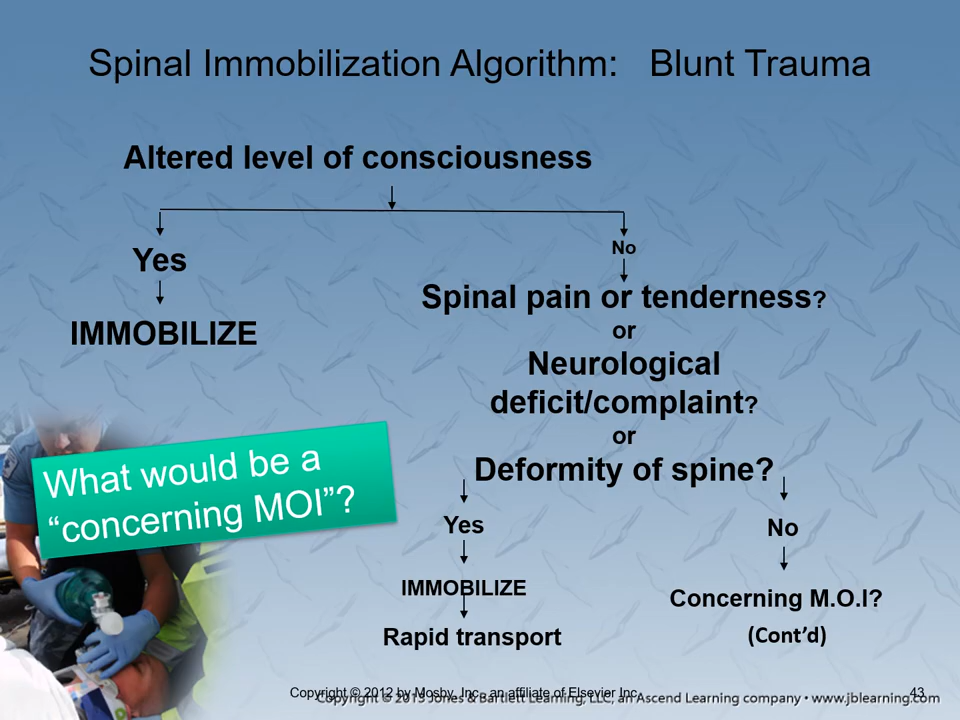 Spinal Immobilization Algorithm: Blunt Trauma
Altered level of consciousness
Yes
No
IMMOBILIZE
Spinal pain or tenderness?
or
Neurological
deficit/complaint?
or
Deformity of spine?
What would be a
“concerning MOI”?
Yes
No
IMMOBILIZE
Concerning M.O.I?
Rapid transport
(Cont’d)
Copyright © 2012 by Mosby, Inc., an affiliate of Elsevier Inc.
43
Copyright © 2013 Jones & Bartlett Learning, LLC, an Ascend Learning company • www.jblearning.com